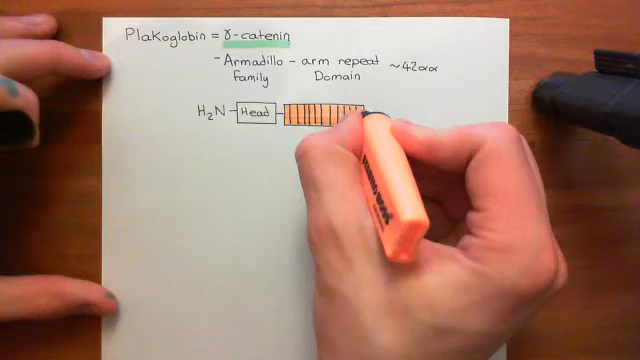 Plakoglobin = γ-catenin
- Armadillo - arm repeat ~42aa
family Domain
H₂N - Head